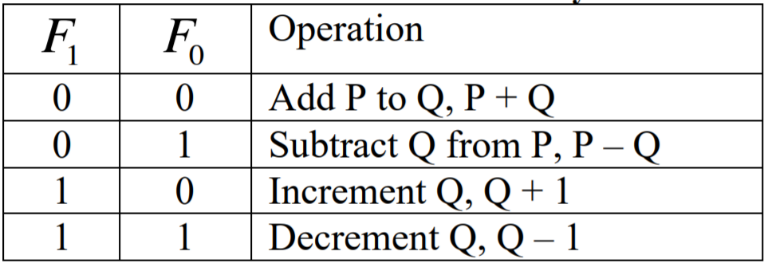 F₁ F₀ Operation
0 0 Add P to Q, P + Q
0 1 Subtract Q from P, P – Q
1 0 Increment Q, Q + 1
1 1 Decrement Q, Q – 1